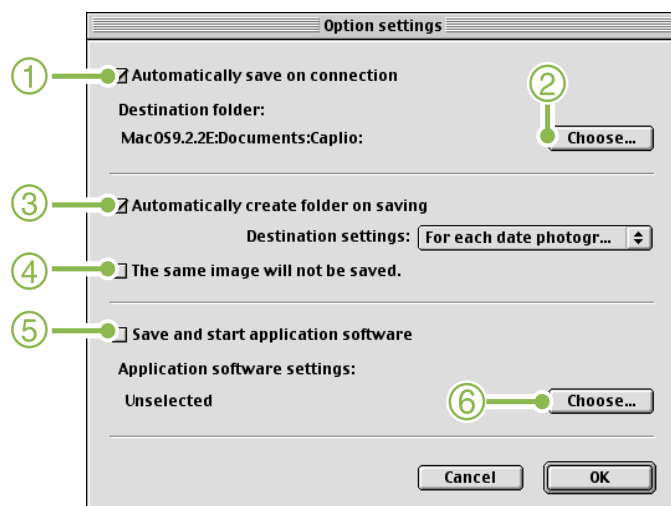 Option settings
① Automatically save on connection
②
Destination folder:
MacOS9.2.2E:Documents:Caplio: Choose...
③ Automatically create folder on saving
Destination settings: For each date photogr...
④ The same image will not be saved.
⑤ Save and start application software
Application software settings:
Unselected ⑥ Choose...
Cancel OK